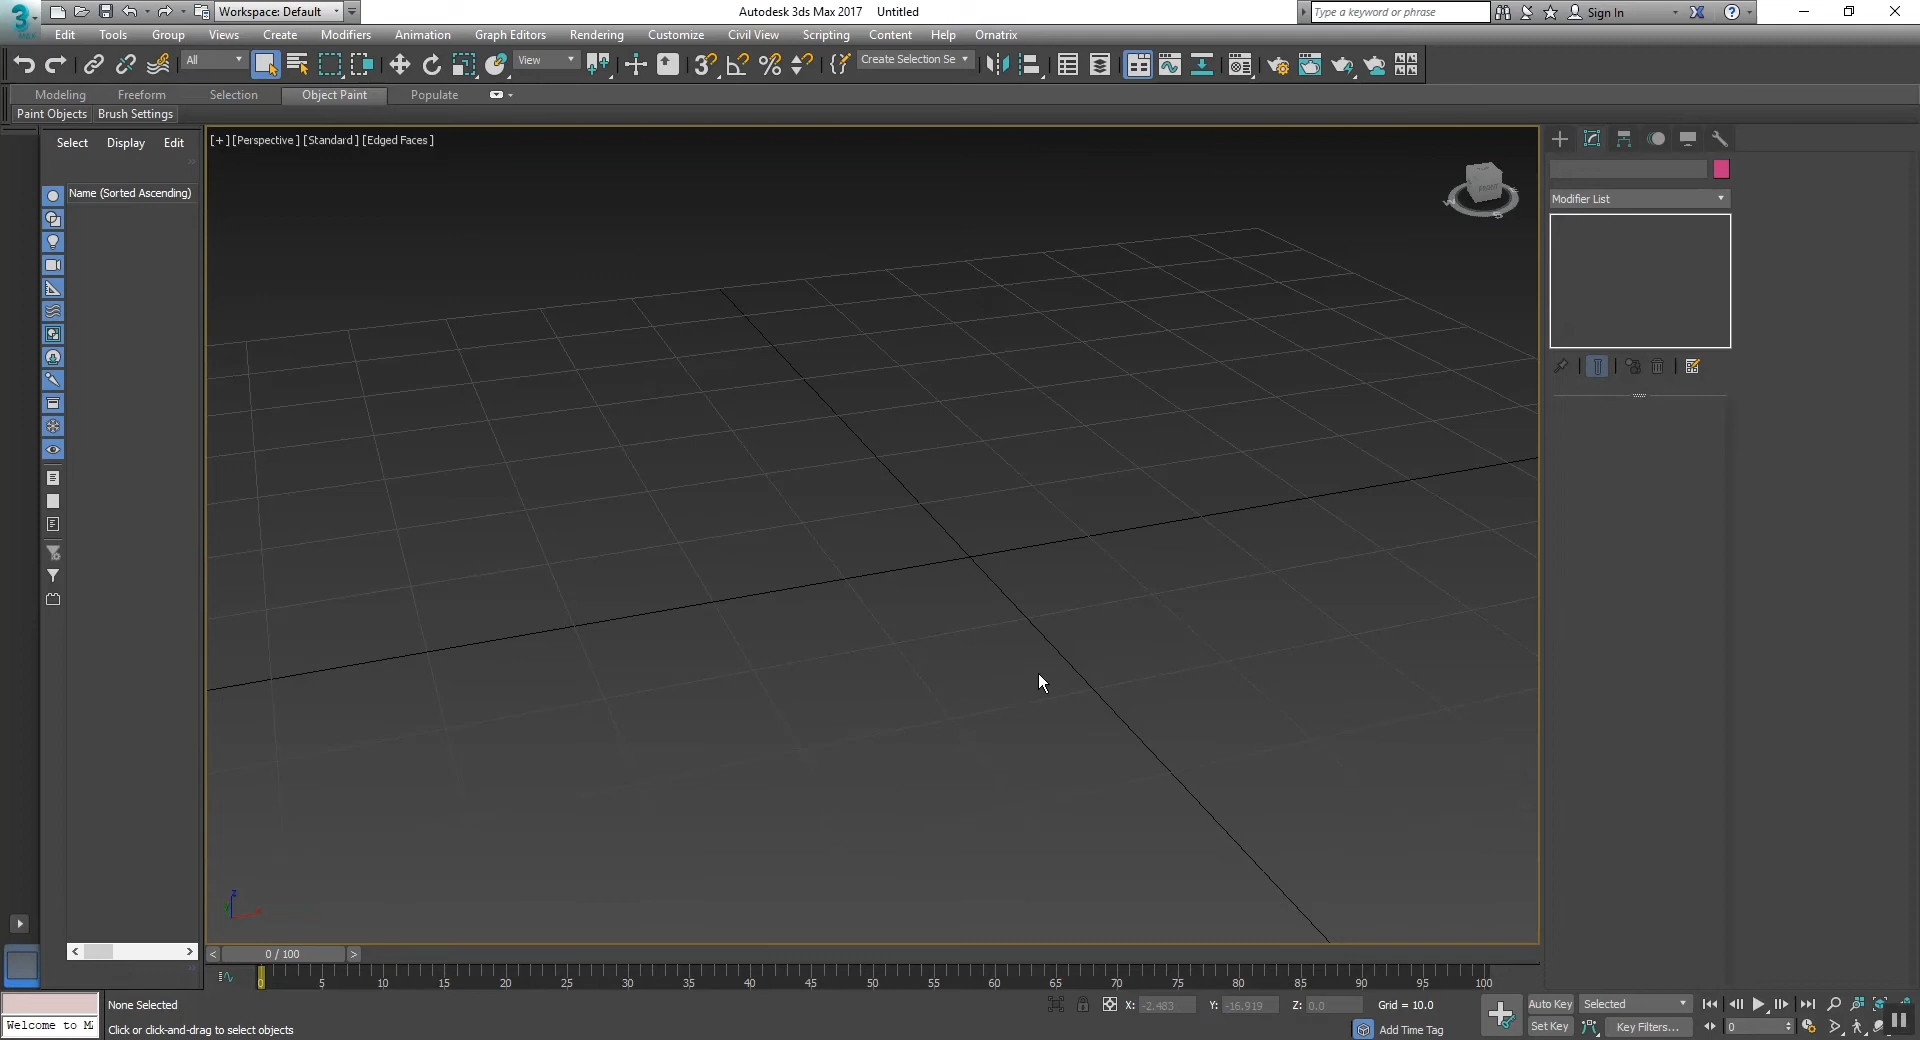 Workspace: Default
Autodesk 3ds Max 2017 Untitled
Type a keyword or phrase
Sign In
MAX
Edit Tools Group Views Create Modifiers Animation Graph Editors Rendering Customize Civil View Scripting Content Help Ornatrix
All
View
3
Create Selection Se
Modeling Freeform Selection Object Paint Populate
Paint Objects Brush Settings
Select Display Edit
[+] [Perspective] [Standard] [Edged Faces]
Name (Sorted Ascending)
FRONT
W
S
Modifier List
z
0 / 100
0 5 10 15 20 25 30 35 40 45 50 55 60 65 70 75 80 85 90 95 100
None Selected
X: -2.483 Y: -16.919 Z: 0.0 Grid = 10.0
Auto Key Selected
Welcome to M
Click or click-and-drag to select objects
Add Time Tag
Set Key Key Filters...
0